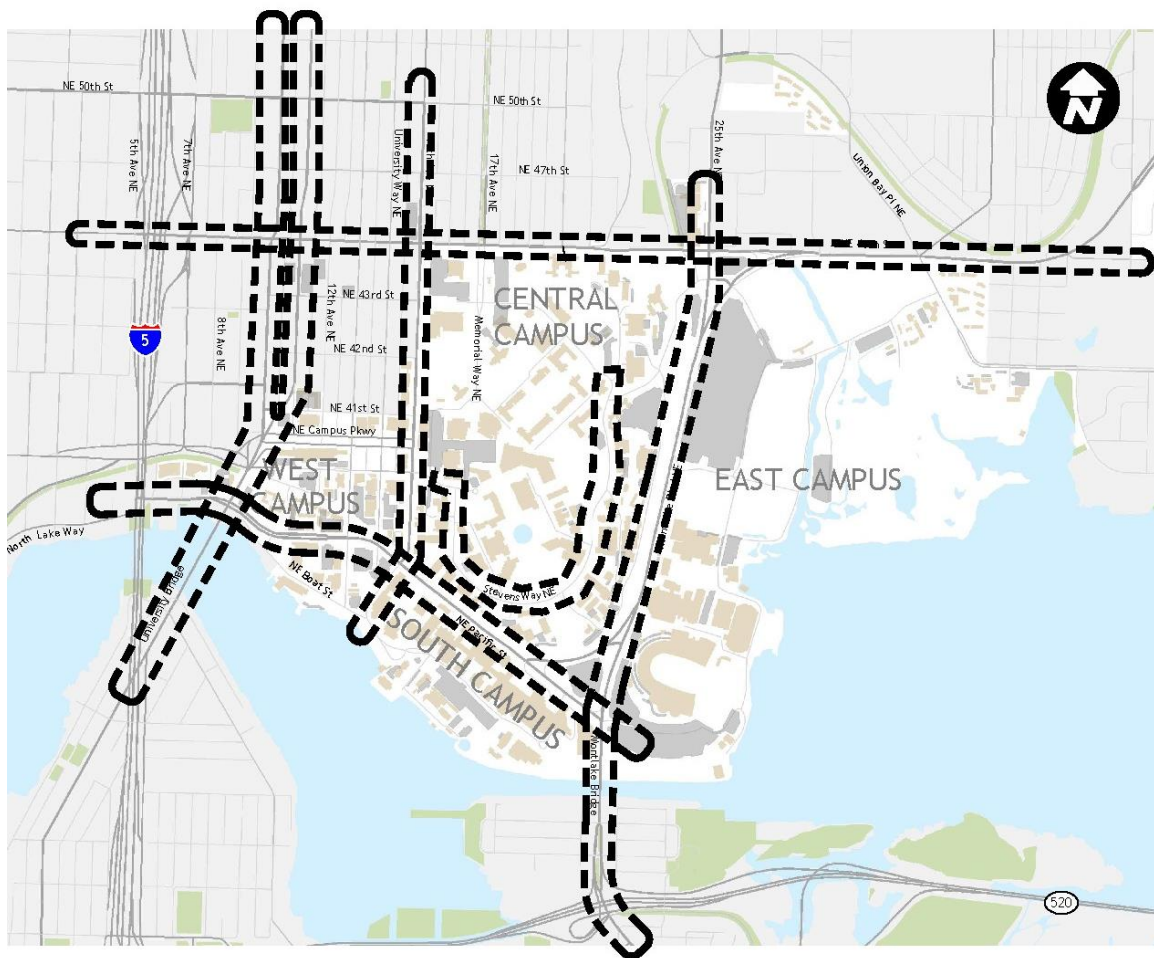 N
NE 50th St
NE 50th St
5th Ave NE
7th Ave NE
University Way NE
17th Ave NE
25th Ave N
NE 47th St
Union Bay Pl NE
CENTRAL
CAMPUS
NE 43rd St
12th Ave NE
Memorial Way NE
8th Ave NE
5
NE 42nd St
NE 41st St
NE Campus Pkwy
WEST
CAMPUS
EAST CAMPUS
North Lake Way
NE Boat St
Stevens Way NE
University Bridge
NE Pacific St
SOUTH CAMPUS
Montlake Bridge
520